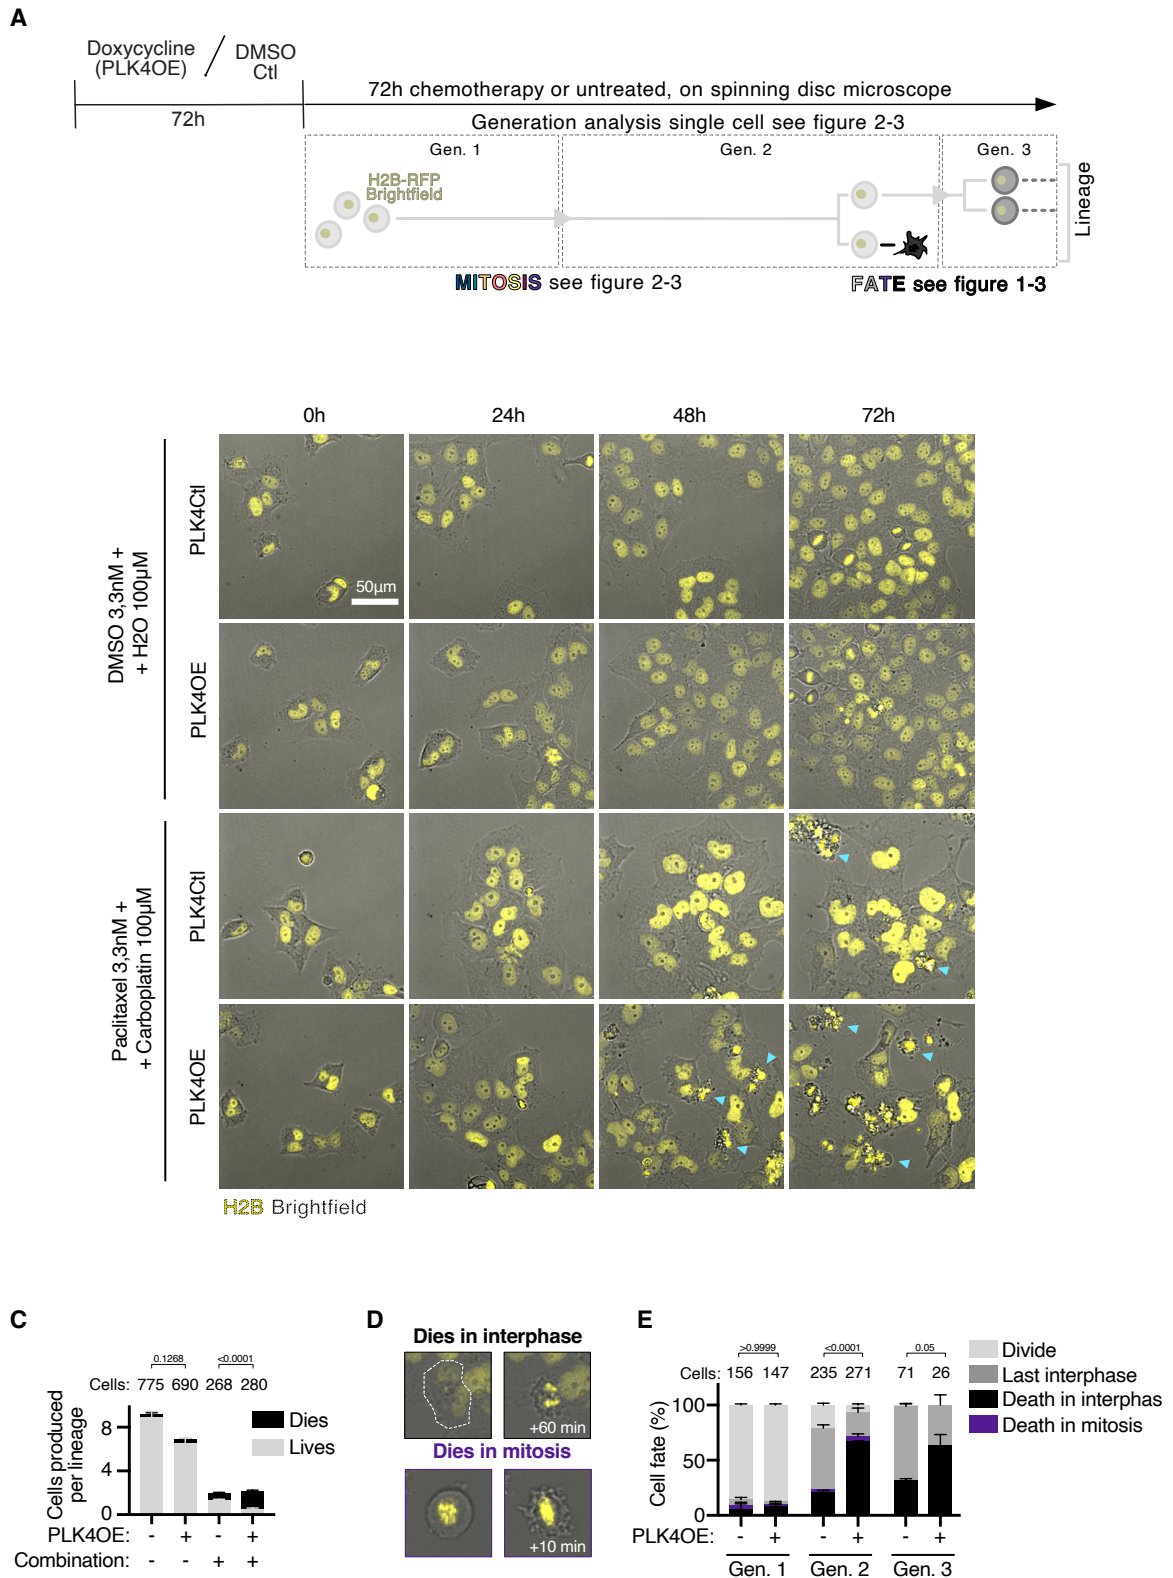 A
Doxycycline
(PLK4OE)
/
DMSO
Ctl
72h
72h chemotherapy or untreated, on spinning disc microscope
Generation analysis single cell see figure 2-3
Gen. 1
Gen. 2
Gen. 3
H2B-RFP
Brightfield
Lineage
MITOSIS see figure 2-3
FATE see figure 1-3
0h
24h
48h
72h
DMSO 3,3nM +
+ H2O 100µM
PLK4Ctl
50µm
PLK4OE
Paclitaxel 3,3nM +
+ Carboplatin 100µM
PLK4Ctl
PLK4OE
H2B Brightfield
C
0.1268
<0.0001
Cells: 775 690 268 280
Cells produced
per lineage
8
4
0
Dies
Lives
PLK4OE: - + - +
Combination: - - + +
D
Dies in interphase
+60 min
Dies in mitosis
+10 min
E
>0.9999
<0.0001
0.05
156 147 235 271 71 26
Divide
Last interphase
Death in interphas
Death in mitosis
Cell fate (%)
100
50
0
PLK4OE: - + - + - +
Gen. 1
Gen. 2
Gen. 3